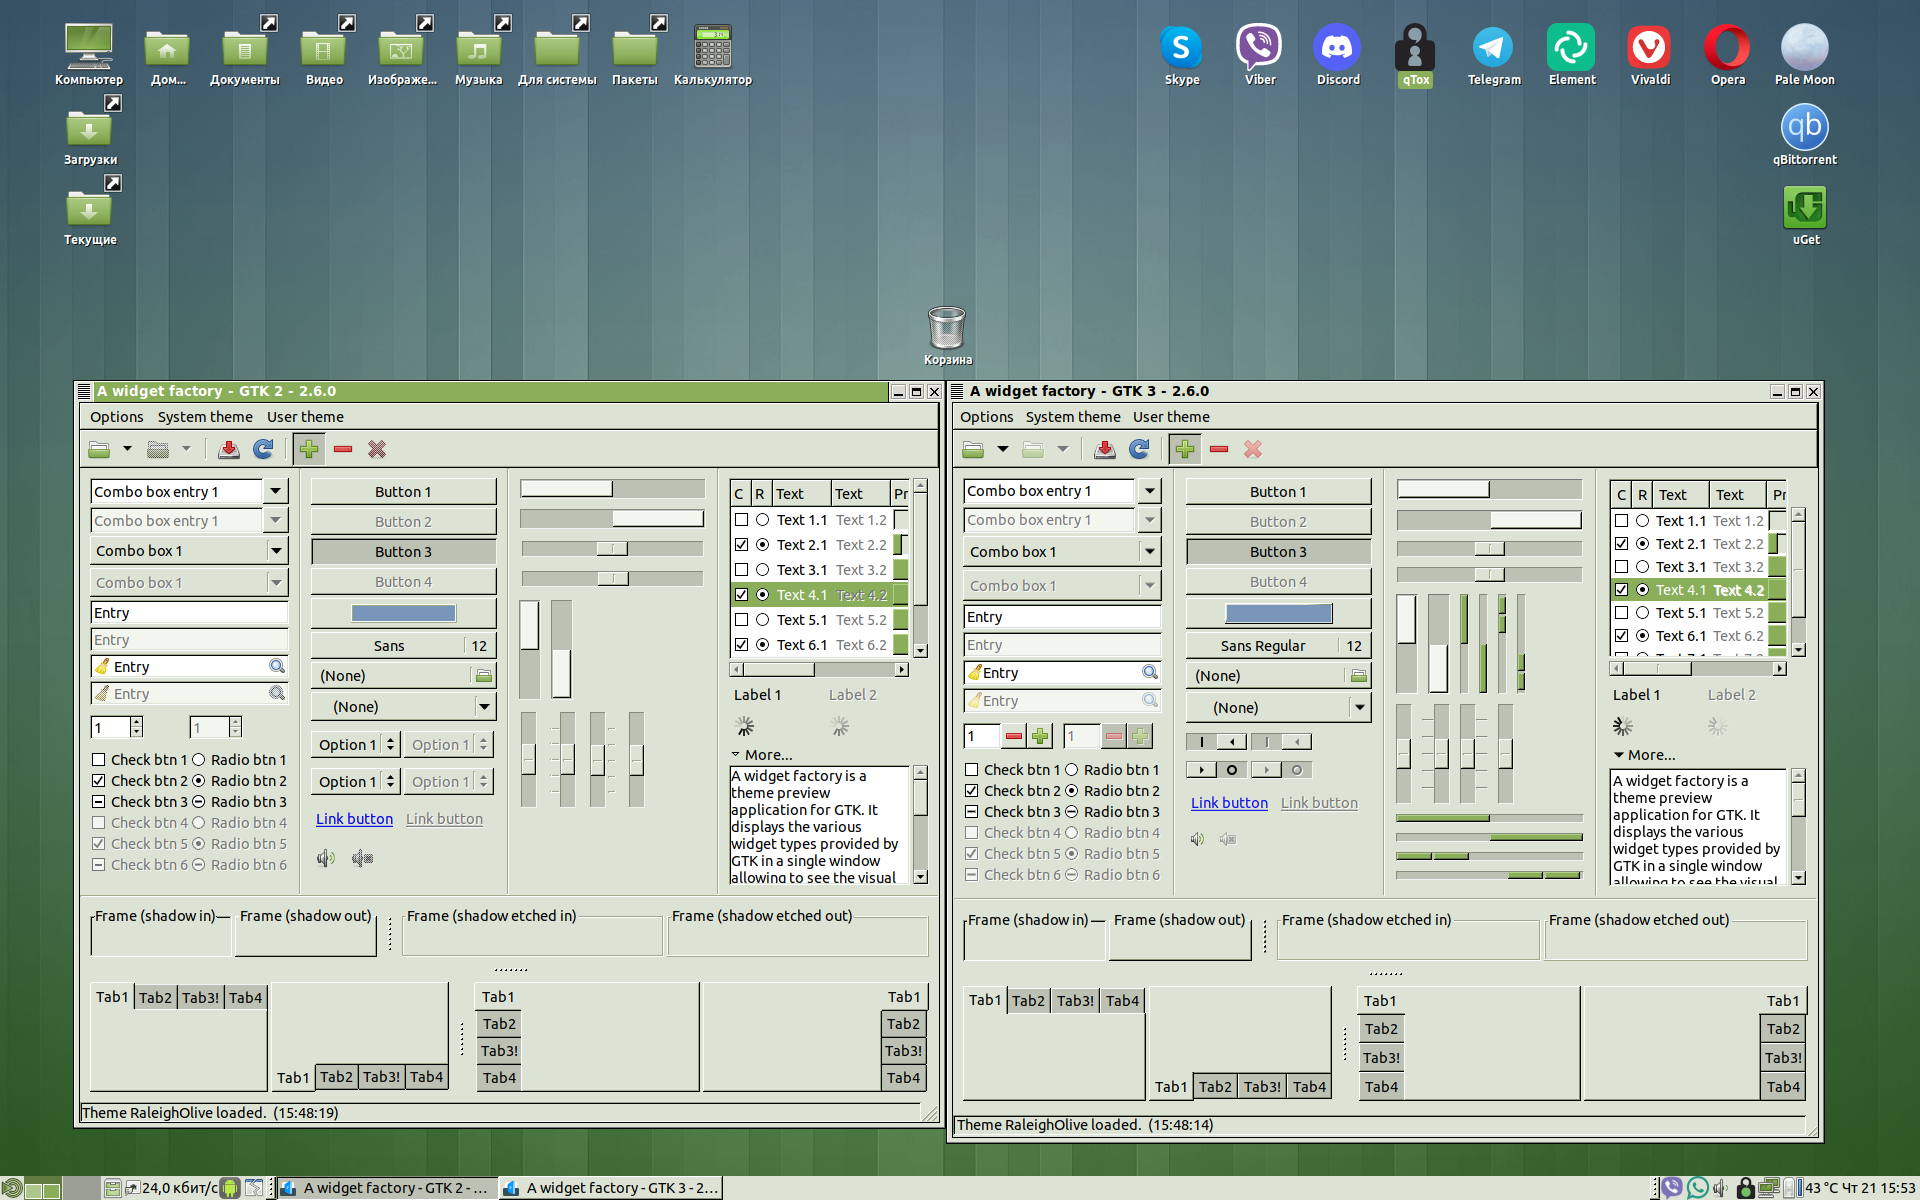 Компьютер
Дом...
Документы
Видео
Изображе...
Музыка
Для системы
Пакеты
Калькулятор
Skype
Viber
Discord
qTox
Telegram
Element
Vivaldi
Opera
Pale Moon
Загрузки
qBittorrent
Текущие
uGet
Корзина
A widget factory - GTK 2 - 2.6.0
Options System theme User theme
Combo box entry 1
Combo box entry 1
Combo box 1
Combo box 1
Entry
Entry
Entry
Entry
1 1
Check btn 1 Radio btn 1
Check btn 2 Radio btn 2
Check btn 3 Radio btn 3
Check btn 4 Radio btn 4
Check btn 5 Radio btn 5
Check btn 6 Radio btn 6
Button 1
Button 2
Button 3
Button 4
Sans 12
(None)
(None)
Option 1 Option 1
Option 1 Option 1
Link button Link button
C R Text Text Pr
Text 1.1 Text 1.2
Text 2.1 Text 2.2
Text 3.1 Text 3.2
Text 4.1 Text 4.2
Text 5.1 Text 5.2
Text 6.1 Text 6.2
Label 1 Label 2
More...
A widget factory is a
theme preview
application for GTK. It
displays the various
widget types provided by
GTK in a single window
allowing to see the visual
Frame (shadow in) Frame (shadow out) Frame (shadow etched in) Frame (shadow etched out)
Tab1 Tab2 Tab3! Tab4
Tab1 Tab2 Tab3! Tab4
Tab1
Tab2
Tab3!
Tab4
Tab1
Tab2
Tab3!
Tab4
Theme RaleighOlive loaded. (15:48:19)
A widget factory - GTK 3 - 2.6.0
Options System theme User theme
Combo box entry 1
Combo box entry 1
Combo box 1
Combo box 1
Entry
Entry
Entry
Entry
1 1
Check btn 1 Radio btn 1
Check btn 2 Radio btn 2
Check btn 3 Radio btn 3
Check btn 4 Radio btn 4
Check btn 5 Radio btn 5
Check btn 6 Radio btn 6
Button 1
Button 2
Button 3
Button 4
Sans Regular 12
(None)
(None)
Link button Link button
C R Text Text Pr
Text 1.1 Text 1.2
Text 2.1 Text 2.2
Text 3.1 Text 3.2
Text 4.1 Text 4.2
Text 5.1 Text 5.2
Text 6.1 Text 6.2
Label 1 Label 2
More...
A widget factory is a
theme preview
application for GTK. It
displays the various
widget types provided by
GTK in a single window
allowing to see the visual
Frame (shadow in) Frame (shadow out) Frame (shadow etched in) Frame (shadow etched out)
Tab1 Tab2 Tab3! Tab4
Tab1 Tab2 Tab3! Tab4
Tab1
Tab2
Tab3!
Tab4
Tab1
Tab2
Tab3!
Tab4
Theme RaleighOlive loaded. (15:48:14)
24,0 кбит/с A widget factory - GTK 2 - ... A widget factory - GTK 3 - 2... 43 °C Чт 21 15:53